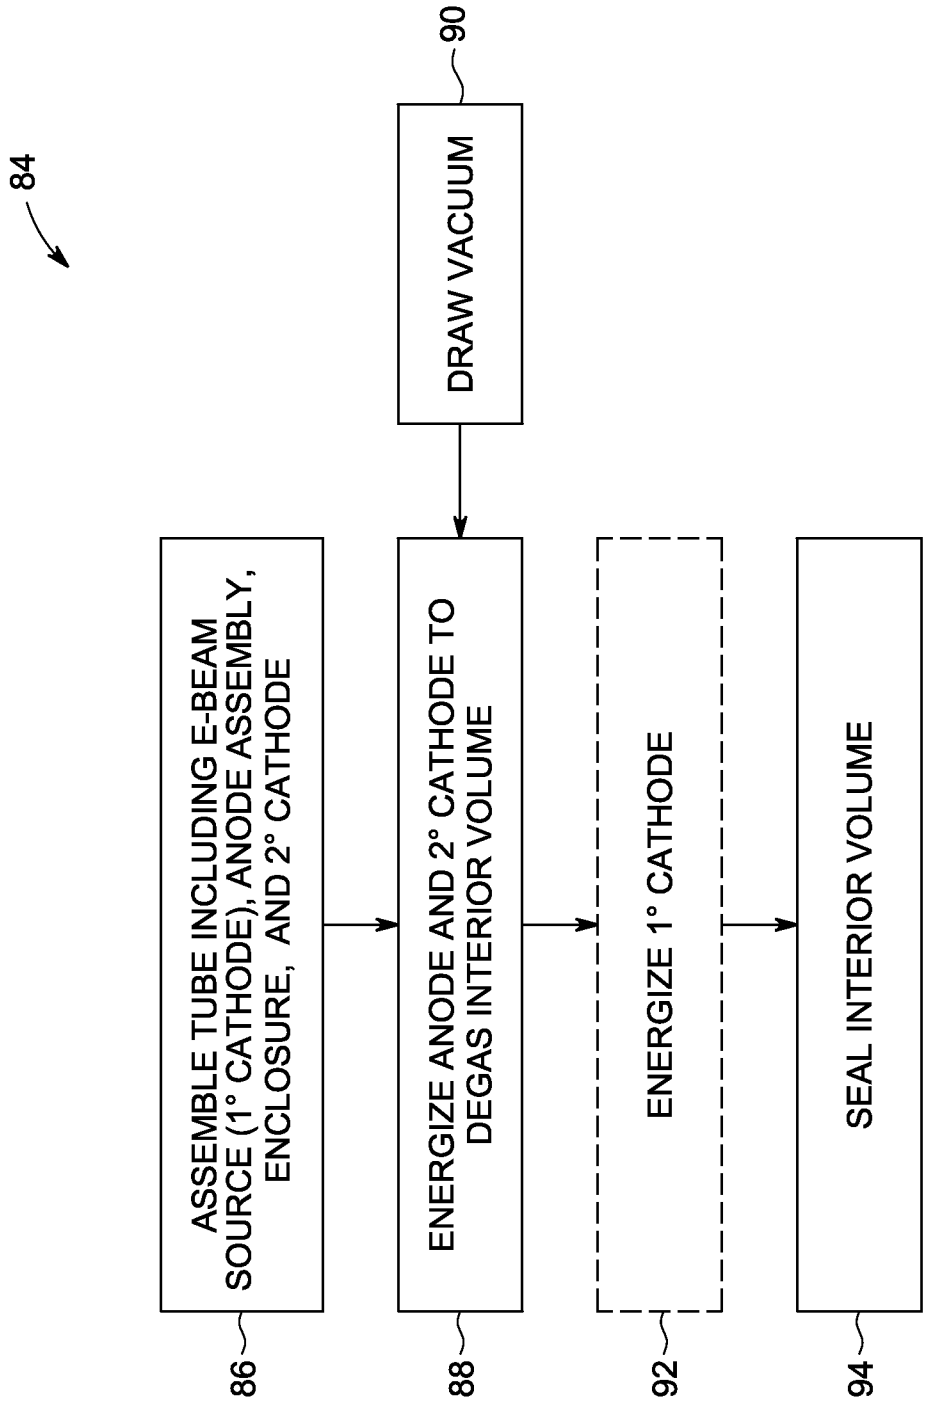 84
ASSEMBLE TUBE INCLUDING E-BEAM
SOURCE (1° CATHODE), ANODE ASSEMBLY,
ENCLOSURE, AND 2° CATHODE
86
ENERGIZE ANODE AND 2° CATHODE TO
DEGAS INTERIOR VOLUME
88
DRAW VACUUM
90
ENERGIZE 1° CATHODE
92
SEAL INTERIOR VOLUME
94